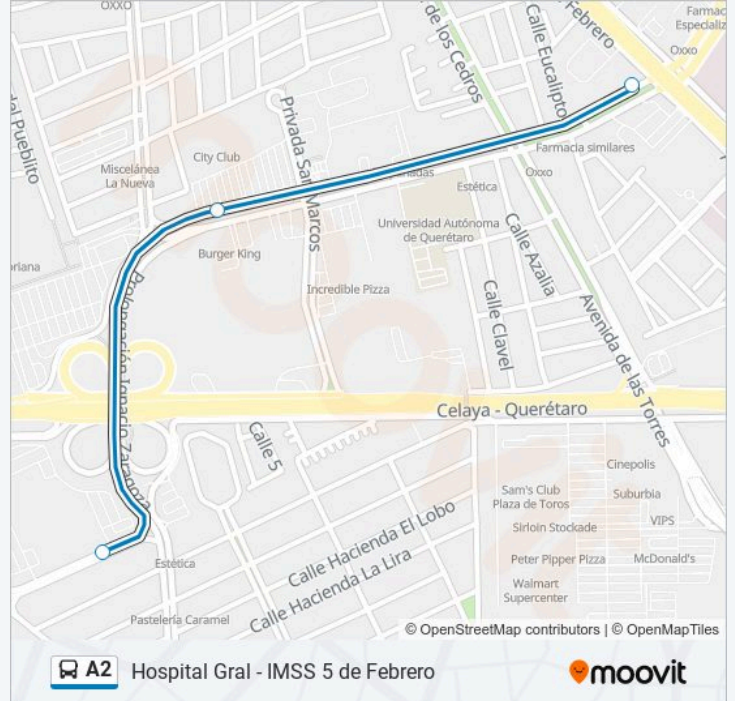 OXXO
de los Cedros
Calle Eucalipto
Febrero
Farmac
Especializ
Oxxo
del Pueblito
Privada San Marcos
City Club
Miscelánea
La Nueva
Farmacia similares
Oxxo
Estética
Universidad Autónoma
de Querétaro
Burger King
Calle Azalia
Incredible Pizza
Calle Clavel
Prolongación Ignacio Zaragoza
Avenida de las Torres
Celaya - Querétaro
Calle 5
Cinepolis
Sam's Club
Plaza de Toros
Suburbia
VIPS
Sirloin Stockade
Calle Hacienda El Lobo
Calle Hacienda La Lira
Peter Pipper Pizza
McDonald's
Estética
Walmart
Supercenter
Pastelería Caramel
© OpenStreetMap contributors | © OpenMapTiles
A2 Hospital Gral - IMSS 5 de Febrero
moovit